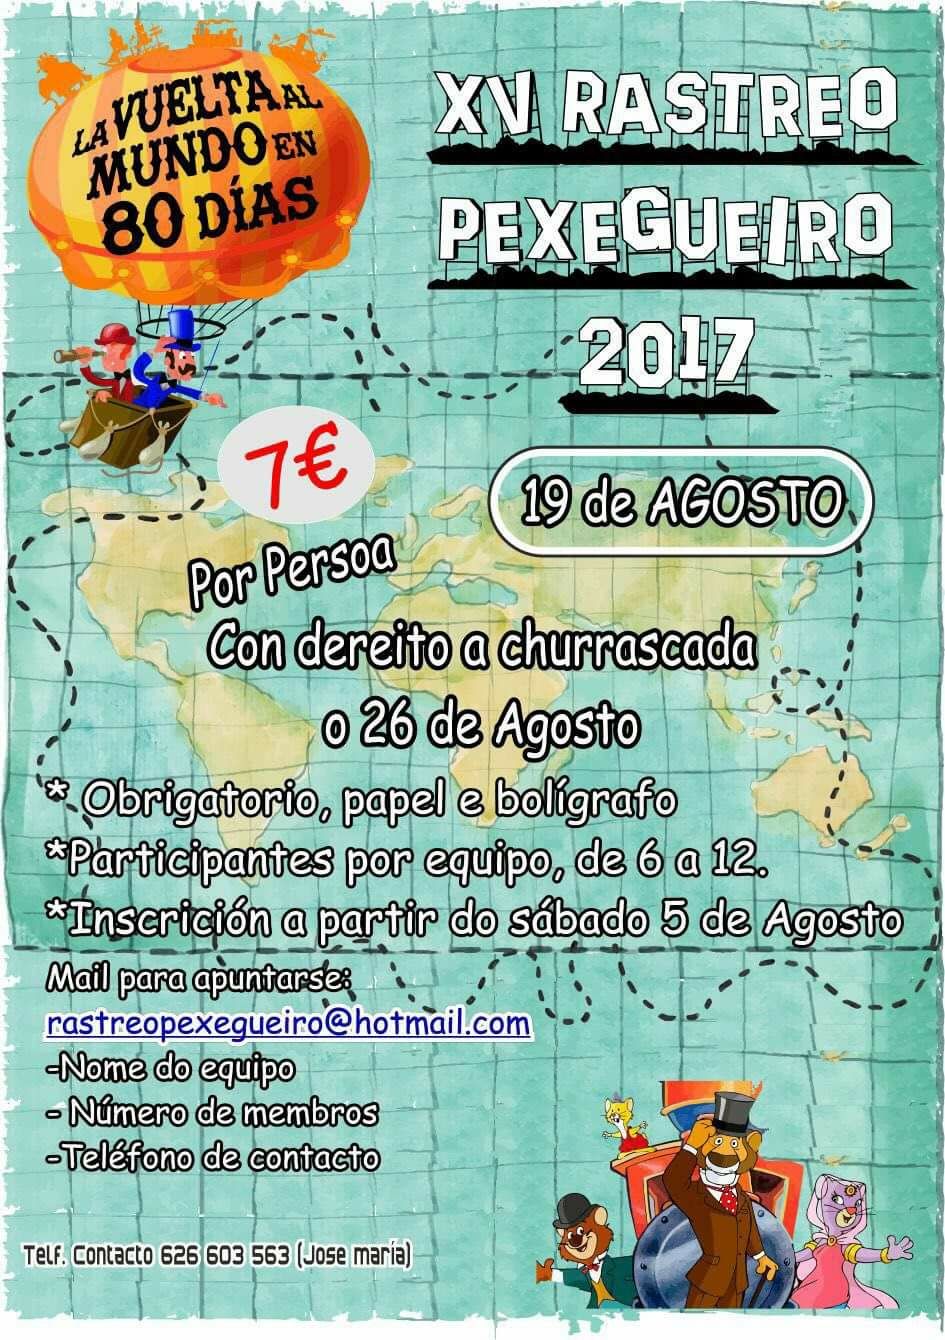 LA VUELTA AL
MUNDO EN
80 DÍAS
XV RASTREO
PEXEGUEIRO
2017
7€
19 de AGOSTO
Por Persoa
Con dereito a churrascada
o 26 de Agosto
* Obrigatorio, papel e bolígrafo
*Participantes por equipo, de 6 a 12.
*Inscrición a partir do sábado 5 de Agosto
Mail para apuntarse:
rastreopexegueiro@hotmail.com
-Nome do equipo
- Número de membros
-Teléfono de contacto
Telf. Contacto 626 603 563 (Jose maría)